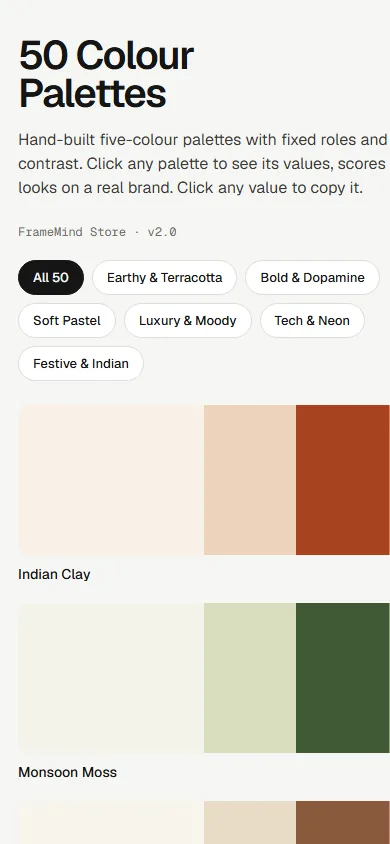 50 Colour
Palettes
Hand-built five-colour palettes with fixed roles and
contrast. Click any palette to see its values, scores
looks on a real brand. Click any value to copy it.
FrameMind Store · v2.0
All 50
Earthy & Terracotta
Bold & Dopamine
Soft Pastel
Luxury & Moody
Tech & Neon
Festive & Indian
Indian Clay
Monsoon Moss